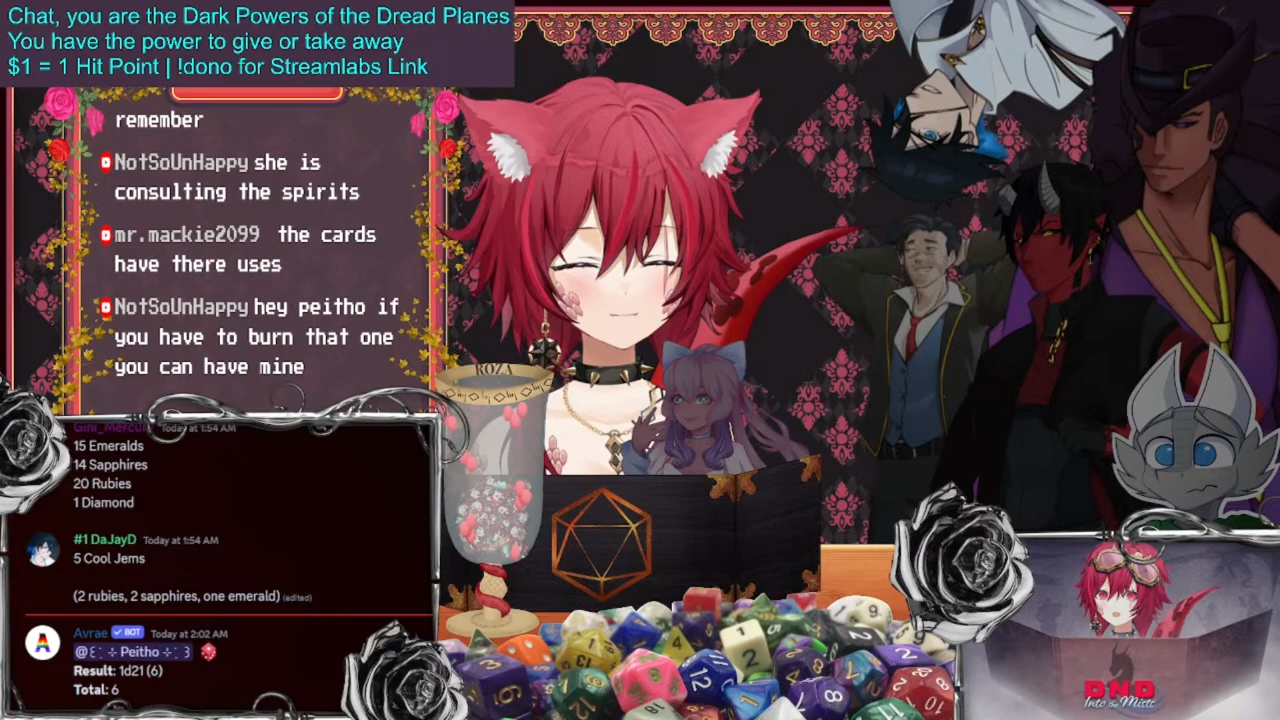 Chat, you are the Dark Powers of the Dread Planes
You have the power to give or take away
$1 = 1 Hit Point | !dono for Streamlabs Link
remember
NotSoUnHappy she is
consulting the spirits
mr.mackie2099 the cards
have there uses
NotSoUnHappy hey peitho if
you have to burn that one
you can have mine
Today at 1:54 AM
15 Emeralds
14 Sapphires
20 Rubies
1 Diamond
#1 DaJayD Today at 1:54 AM
5 Cool Jems
(2 rubies, 2 sapphires, one emerald) (edited)
Avrae ✓ BOT Today at 2:02 AM
Peitho
Result: 1d21 (6)
Total: 6
ROZA
DND
Into the Mists